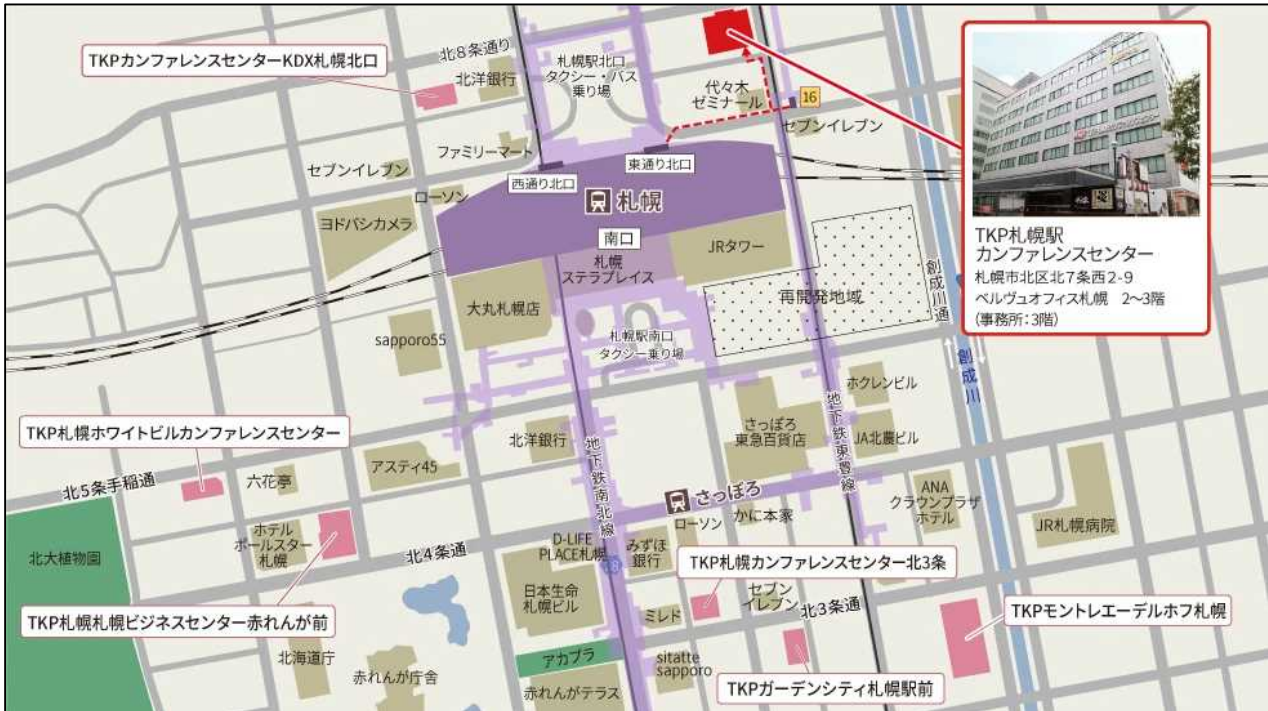 北8条通り
TKPカンファレンスセンターKDX札幌北口
北洋銀行
札幌駅北口
タクシー・バス
乗り場
代々木
ゼミナール
16
セブンイレブン
ファミリーマート
セブンイレブン
西通り北口
東通り北口
ローソン
札幌
ヨドバシカメラ
南口
札幌
ステラプレイス
JRタワー
TKP札幌駅
カンファレンスセンター
札幌市北区北7条西2-9
ベルヴュオフィス札幌 2～3階
(事務所:3階)
大丸札幌店
再開発地域
創成川通
創成川
sapporo55
札幌駅南口
タクシー乗り場
ホクレンビル
さっぽろ
東急百貨店
地下鉄東豊線
JA北農ビル
TKP札幌ホワイトビルカンファレンスセンター
北洋銀行
地下鉄南北線
アスティ45
六花亭
北5条手稲通
さっぽろ
ローソン
かに本家
ANA
クラウンプラザ
ホテル
JR札幌病院
ホテル
ポールスター
札幌
北4条通
D-LIFE
PLACE札幌
みずほ
銀行
北大植物園
TKP札幌カンファレンスセンター北3条
日本生命
札幌ビル
セブン
イレブン
北3条通
ミレド
TKPモントレエーデルホフ札幌
TKP札幌札幌ビジネスセンター赤れんが前
北海道庁
赤れんが庁舎
アカプラ
赤れんがテラス
sitatte
sapporo
TKPガーデンシティ札幌駅前